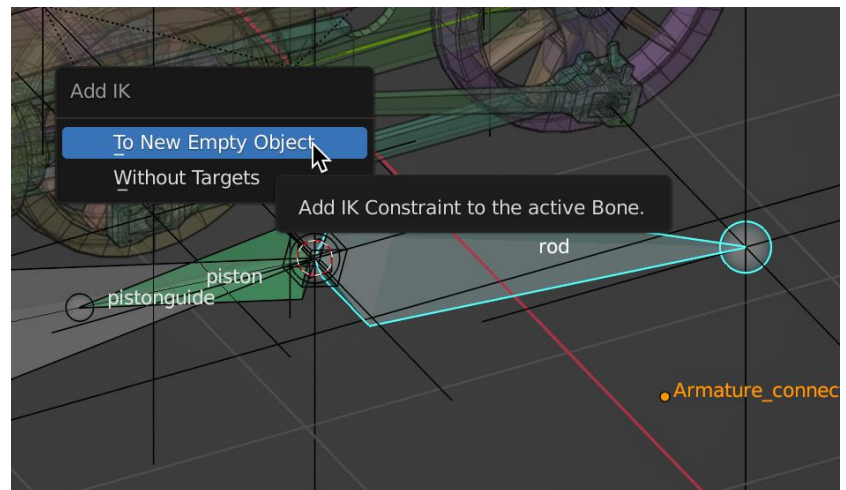 Add IK
To New Empty Object
Without Targets
Add IK Constraint to the active Bone.
rod
piston
pistonguide
Armature_connec